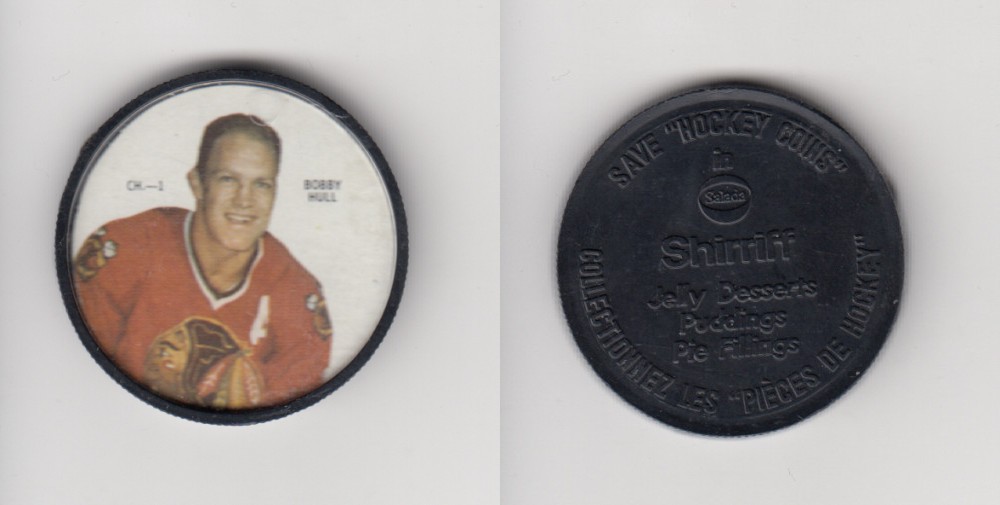 CH.—1
BOBBY
HULL
SAVE "HOCKEY COINS"
in
Salada
Shirriff
Jelly Desserts
Puddings
Pie Fillings
COLLECTIONNEZ LES "PIÈCES DE HOCKEY"